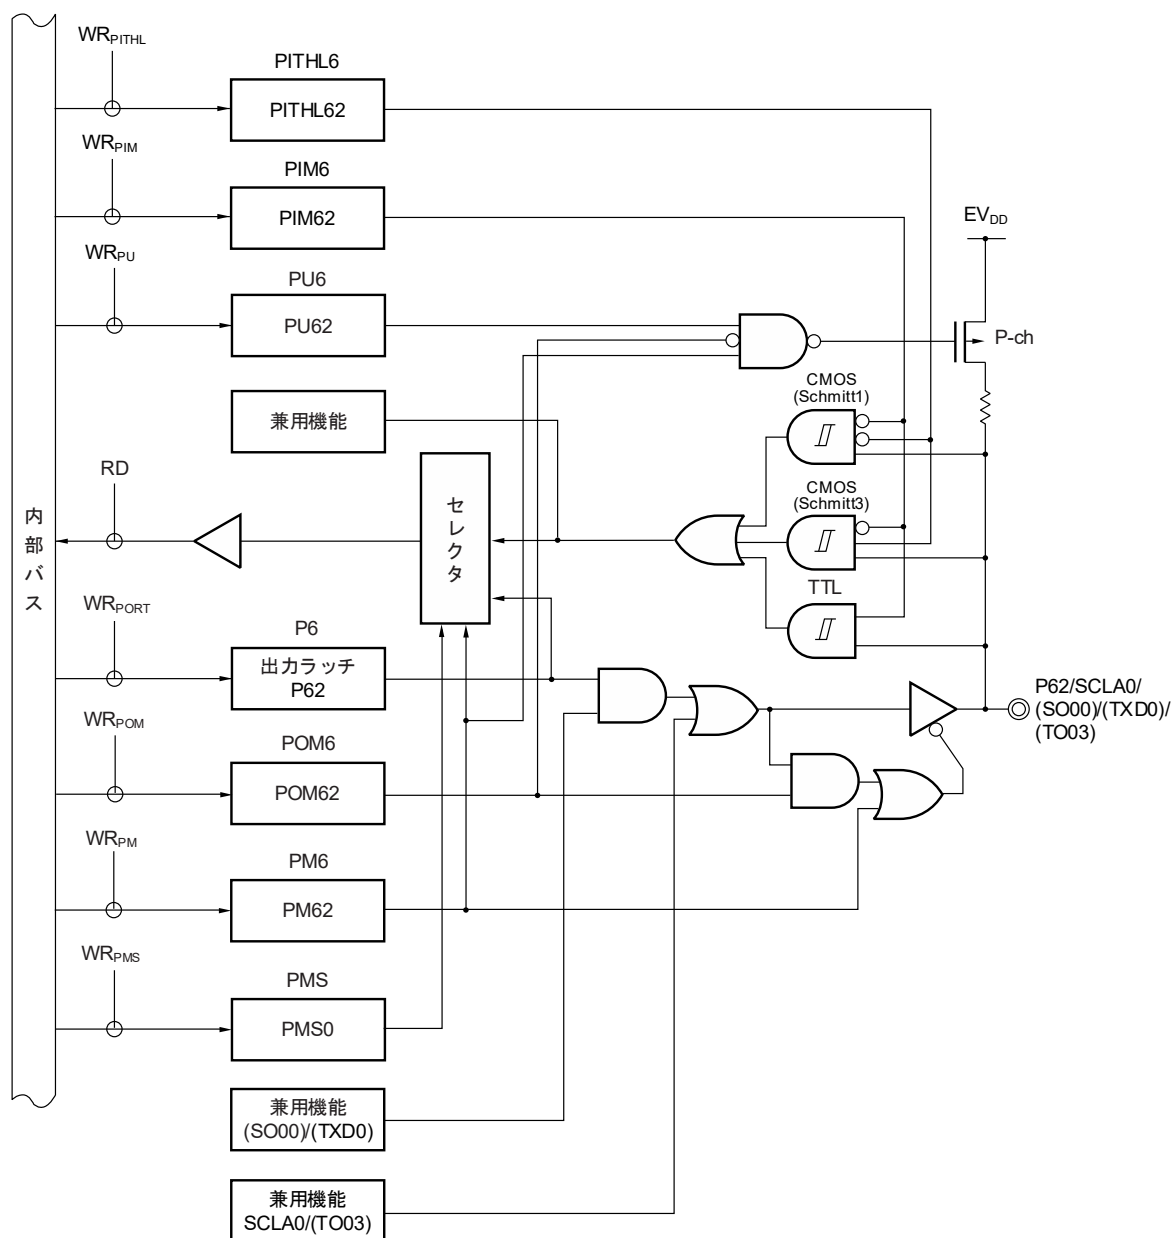 WRPITHL
PITHL6
PITHL62
WRPIM
PIM6
PIM62
EVDD
WRPU
PU6
PU62
P-ch
CMOS
(Schmitt1)
兼用機能
RD
セレクタ
CMOS
(Schmitt3)
内部バス
TTL
WRPORT
P6
出力ラッチ
P62
P62/SCLA0/
(SO00)/(TXD0)/
(TO03)
WRPOM
POM6
POM62
WRPM
PM6
PM62
WRPMS
PMS
PMS0
兼用機能
(SO00)/(TXD0)
兼用機能
SCLA0/(TO03)